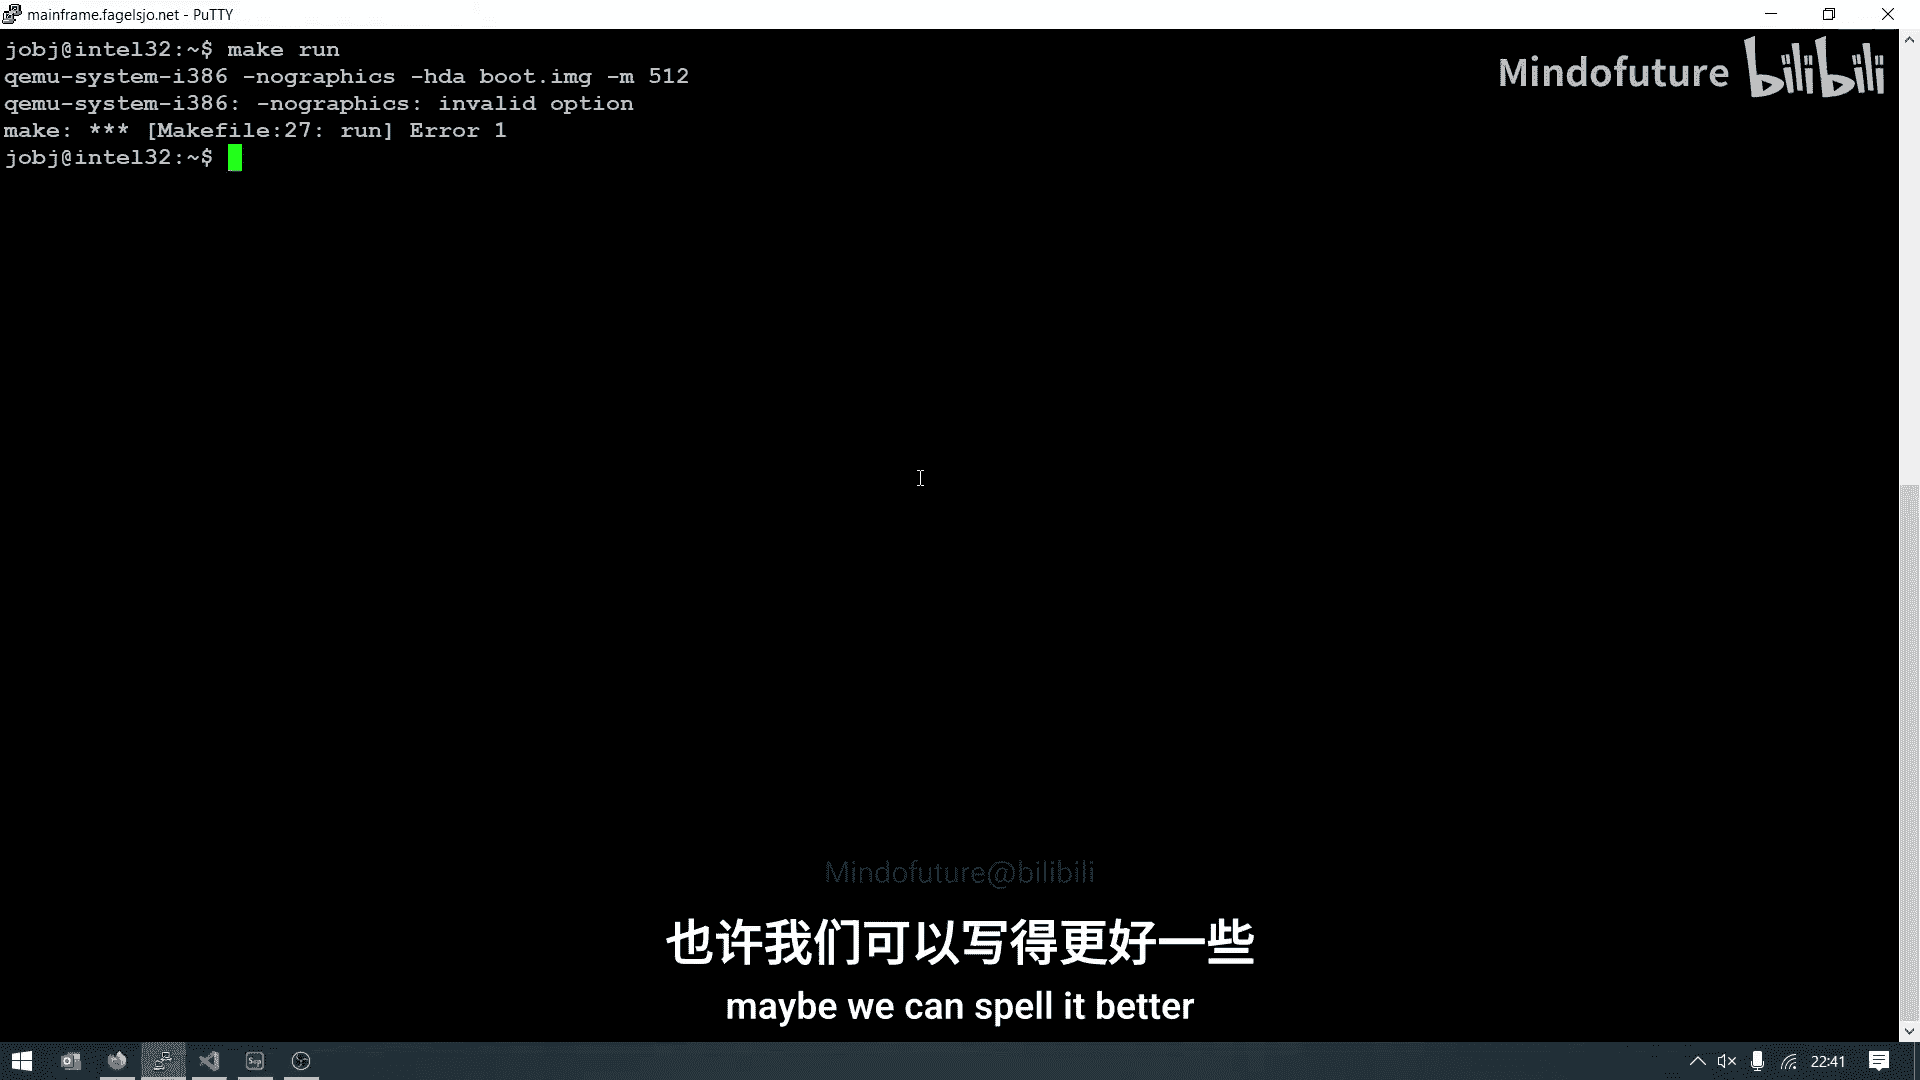 mainframe.fagelsjo.net - PuTTY
jobj@intel32:~$ make run
qemu-system-i386 -nographics -hda boot.img -m 512
qemu-system-i386: -nographics: invalid option
make: *** [Makefile:27: run] Error 1
jobj@intel32:~$
Mindofuture bilibili
Mindofuture@bilibili
也许我们可以写得更好一些
maybe we can spell it better
22:41